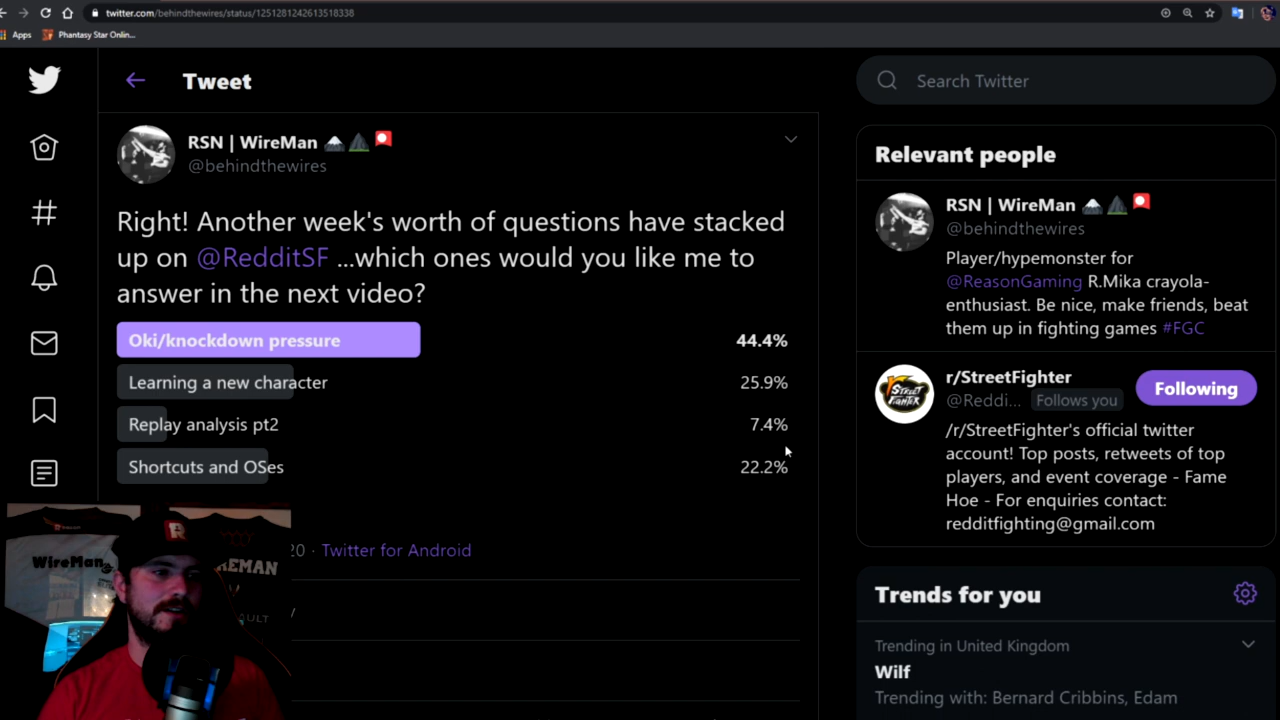 twitter.com/behindthewires/status/1251281242613518338
Apps Phantasy Star Onlin...
Tweet
Search Twitter
RSN | WireMan
@behindthewires
Right! Another week's worth of questions have stacked
up on @RedditSF ...which ones would you like me to
answer in the next video?
Oki/knockdown pressure 44.4%
Learning a new character 25.9%
Replay analysis pt2 7.4%
Shortcuts and OSes 22.2%
20 · Twitter for Android
Relevant people
RSN | WireMan
@behindthewires
Player/hypemonster for
@ReasonGaming R.Mika crayola-
enthusiast. Be nice, make friends, beat
them up in fighting games #FGC
r/StreetFighter
@Reddi... Follows you
Following
/r/StreetFighter's official twitter
account! Top posts, retweets of top
players, and event coverage - Fame
Hoe - For enquiries contact:
redditfighting@gmail.com
Trends for you
Trending in United Kingdom
Wilf
Trending with: Bernard Cribbins, Edam
WireMan
REMAN
AULT